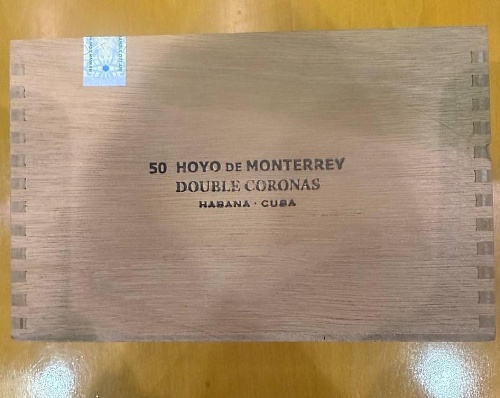 50 HOYO DE MONTERREY
DOUBLE CORONAS
HABANA · CUBA